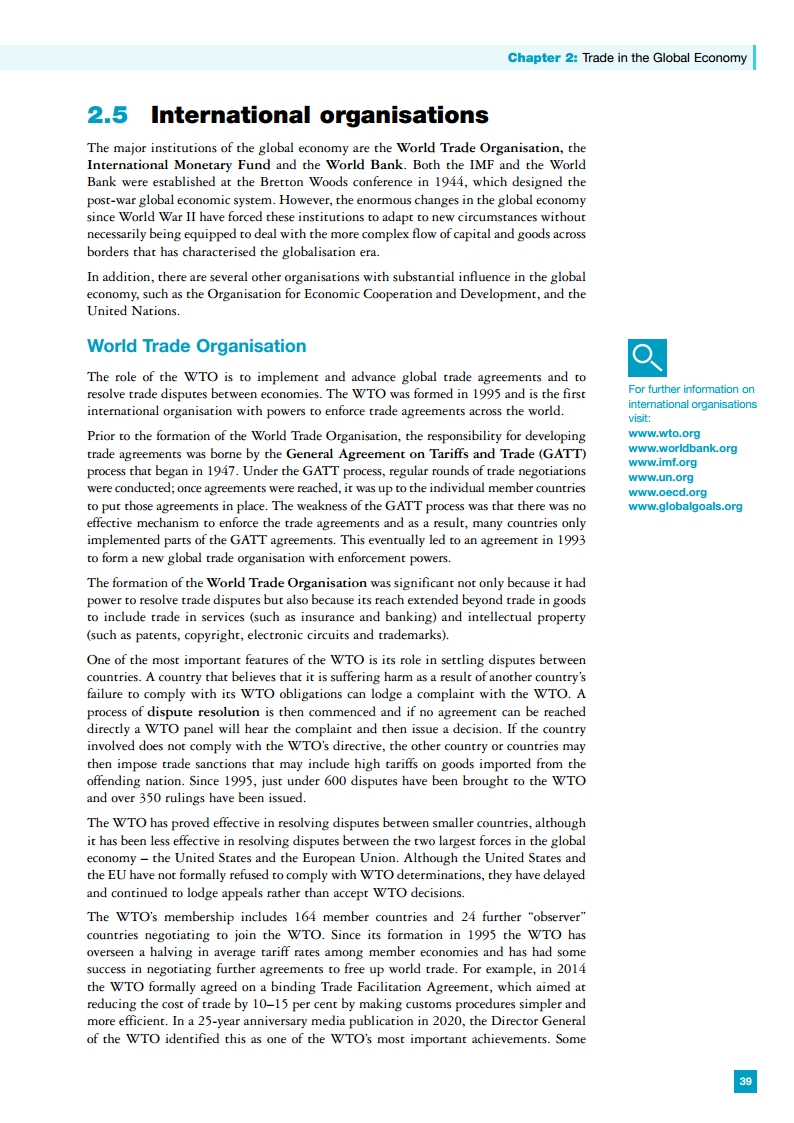 Chapter 2: Trade in the Global Economy
2.5 International organisations
The major institutions of the global economy are the World Trade Organisation, the
International Monetary Fund and the World Bank. Both the IMF and the World
Bank were established at the Bretton Woods conference in 1944, which designed the
post-war global economic system. However, the enormous changes in the global economy
since World War II have forced these institutions to adapt to new circumstances without
necessarily being equipped to deal with the more complex flow of capital and goods across
borders that has characterised the globalisation era.
In addition, there are several other organisations with substantial influence in the global
economy, such as the Organisation for Economic Cooperation and Development, and the
United Nations.
World Trade Organisation
The role of the WTO is to implement and advance global trade agreements and to
resolve trade disputes between economies. The WTO was formed in 1995 and is the first
international organisation with powers to enforce trade agreements across the world.
Prior to the formation of the World Trade Organisation, the responsibility for developing
trade agreements was borne by the General Agreement on Tariffs and Trade (GATT)
process that began in 1947. Under the GATT process, regular rounds of trade negotiations
were conducted; once agreements were reached, it was up to the individual member countries
to put those agreements in place. The weakness of the GATT process was that there was no
effective mechanism to enforce the trade agreements and as a result, many countries only
implemented parts of the GATT agreements. This eventually led to an agreement in 1993
to form a new global trade organisation with enforcement powers.
The formation of the World Trade Organisation was significant not only because it had
power to resolve trade disputes but also because its reach extended beyond trade in goods
to include trade in services (such as insurance and banking) and intellectual property
(such as patents, copyright, electronic circuits and trademarks).
One of the most important features of the WTO is its role in settling disputes between
countries. A country that believes that it is suffering harm as a result of another country's
failure to comply with its WTO obligations can lodge a complaint with the WTO. A
process of dispute resolution is then commenced and if no agreement can be reached
directly a WTO panel will hear the complaint and then issue a decision. If the country
involved does not comply with the WTO's directive, the other country or countries may
then impose trade sanctions that may include high tariffs on goods imported from the
offending nation. Since 1995, just under 600 disputes have been brought to the WTO
and over 350 rulings have been issued.
The WTO has proved effective in resolving disputes between smaller countries, although
it has been less effective in resolving disputes between the two largest forces in the global
economy – the United States and the European Union. Although the United States and
the EU have not formally refused to comply with WTO determinations, they have delayed
and continued to lodge appeals rather than accept WTO decisions.
The WTO's membership includes 164 member countries and 24 further "observer"
countries negotiating to join the WTO. Since its formation in 1995 the WTO has
overseen a halving in average tariff rates among member economies and has had some
success in negotiating further agreements to free up world trade. For example, in 2014
the WTO formally agreed on a binding Trade Facilitation Agreement, which aimed at
reducing the cost of trade by 10–15 per cent by making customs procedures simpler and
more efficient. In a 25-year anniversary media publication in 2020, the Director General
of the WTO identified this as one of the WTO's most important achievements. Some
For further information on
international organisations
visit:
www.wto.org
www.worldbank.org
www.imf.org
www.un.org
www.oecd.org
www.globalgoals.org
39